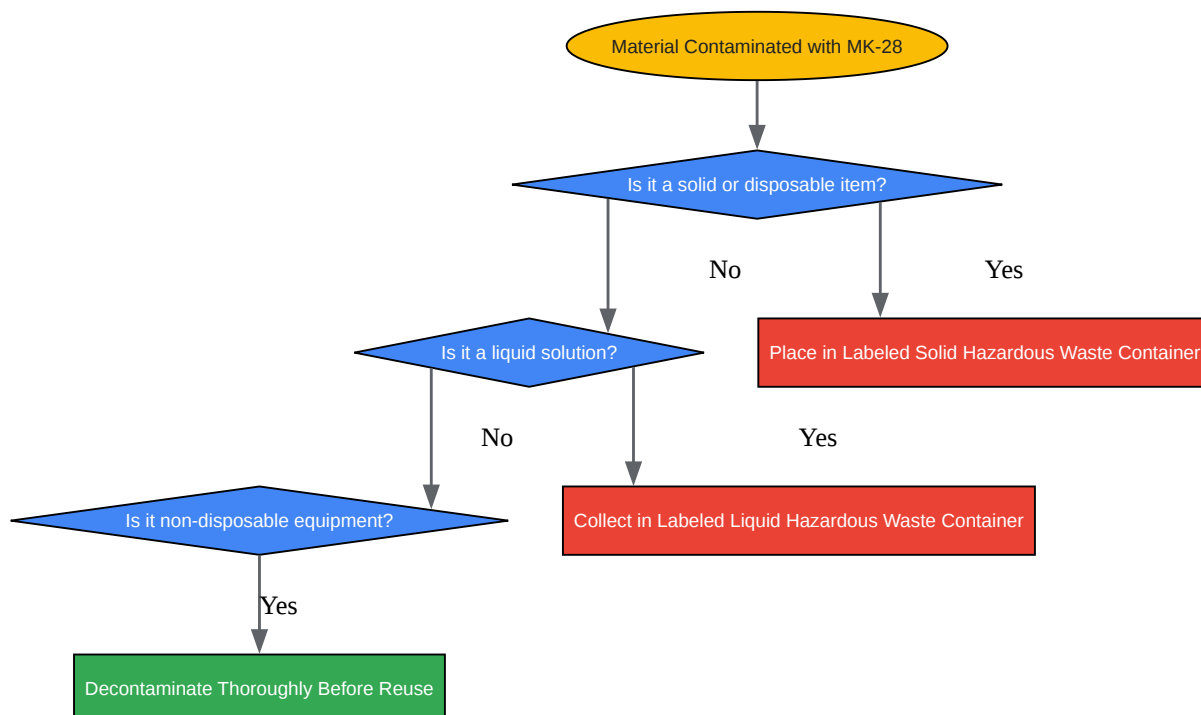 Material Contaminated with MK-28
Is it a solid or disposable item?
No
Yes
Is it a liquid solution?
Place in Labeled Solid Hazardous Waste Container
No
Yes
Is it non-disposable equipment?
Collect in Labeled Liquid Hazardous Waste Container
Yes
Decontaminate Thoroughly Before Reuse